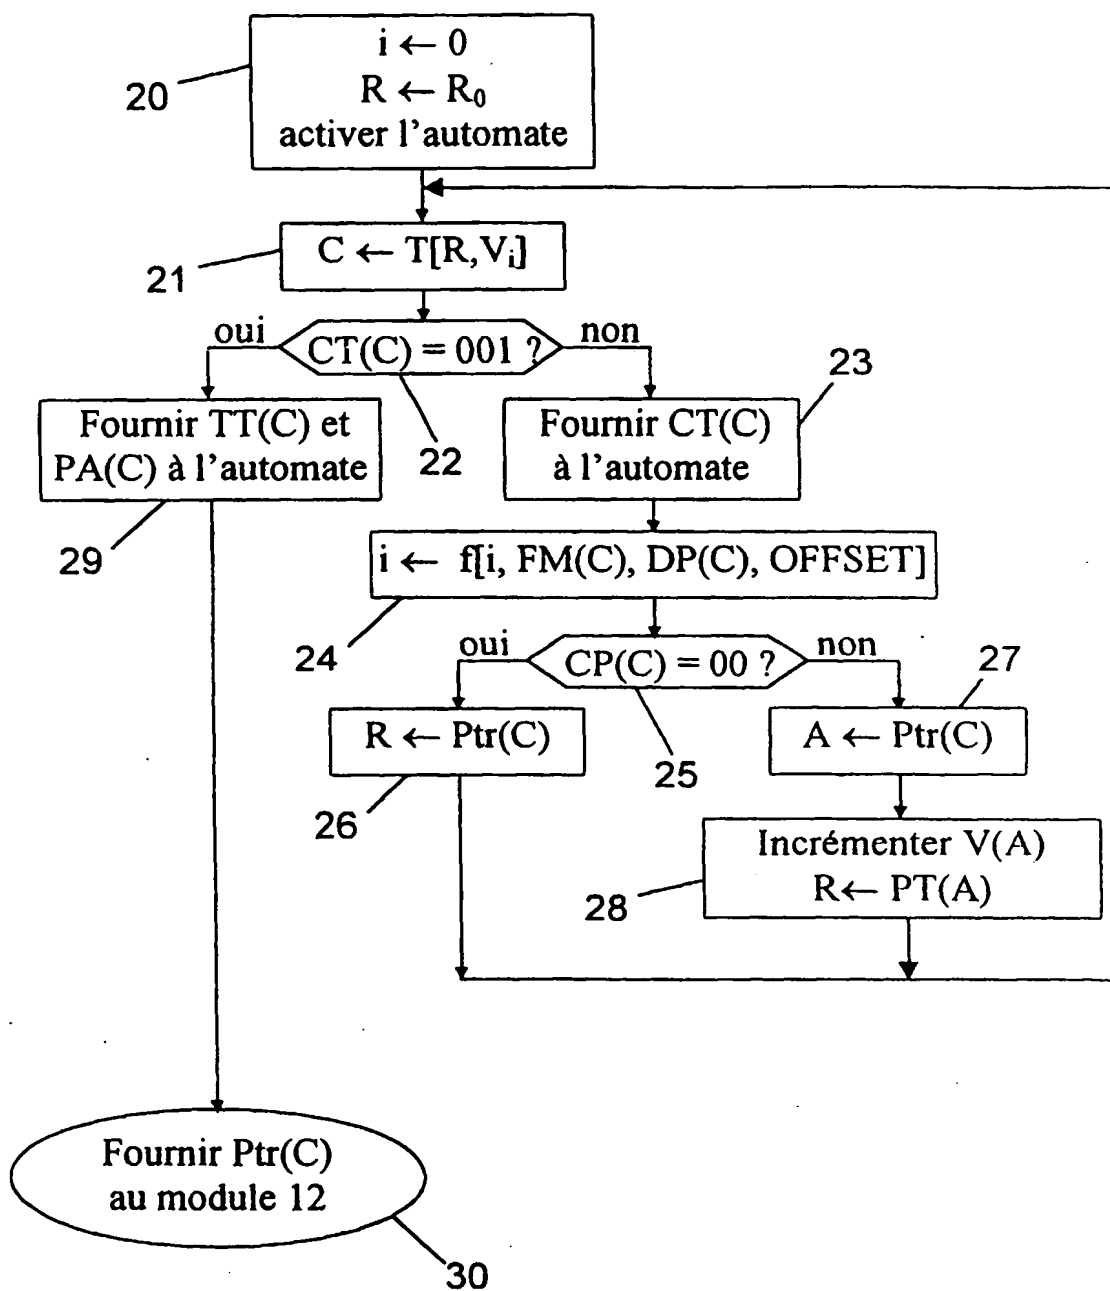 i ← 0
R ← R₀
activer l'automate
20
C ← T[R,Vᵢ]
21
oui
CT(C) = 001 ?
non
22
23
Fournir TT(C) et
PA(C) à l'automate
29
Fournir CT(C)
à l'automate
i ← f[i, FM(C), DP(C), OFFSET]
24
oui
CP(C) = 00 ?
non
25
27
R ← Ptr(C)
26
A ← Ptr(C)
Incrémenter V(A)
R← PT(A)
28
Fournir Ptr(C)
au module 12
30